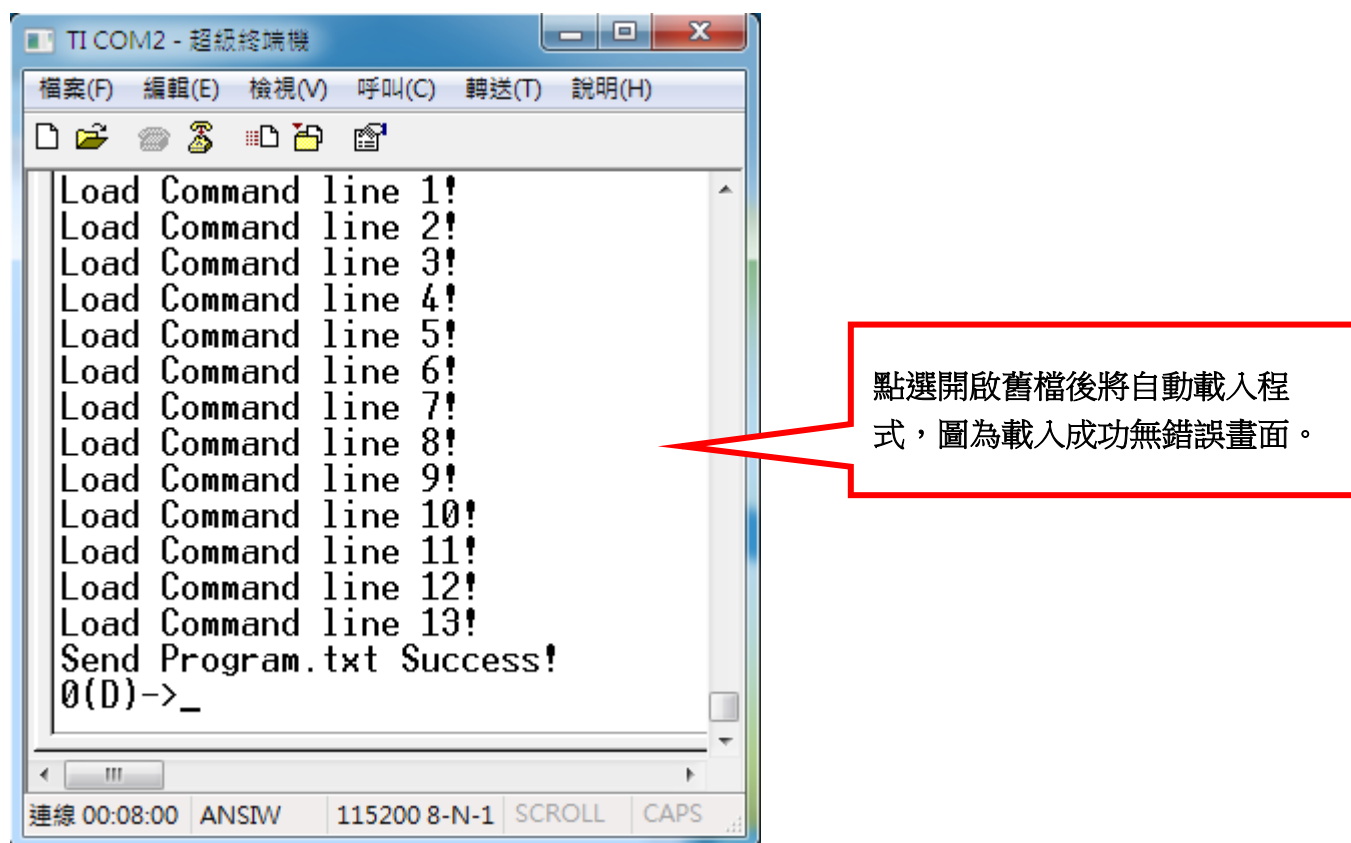 TI COM2 - 超級終端機
檔案(F) 編輯(E) 檢視(V) 呼叫(C) 轉送(T) 說明(H)
Load Command line 1!
Load Command line 2!
Load Command line 3!
Load Command line 4!
Load Command line 5!
Load Command line 6!
Load Command line 7!
Load Command line 8!
Load Command line 9!
Load Command line 10!
Load Command line 11!
Load Command line 12!
Load Command line 13!
Send Program.txt Success!
0(D)->_
點選開啟舊檔後將自動載入程
式，圖為載入成功無錯誤畫面。
連線 00:08:00 ANSIW 115200 8-N-1 SCROLL CAPS